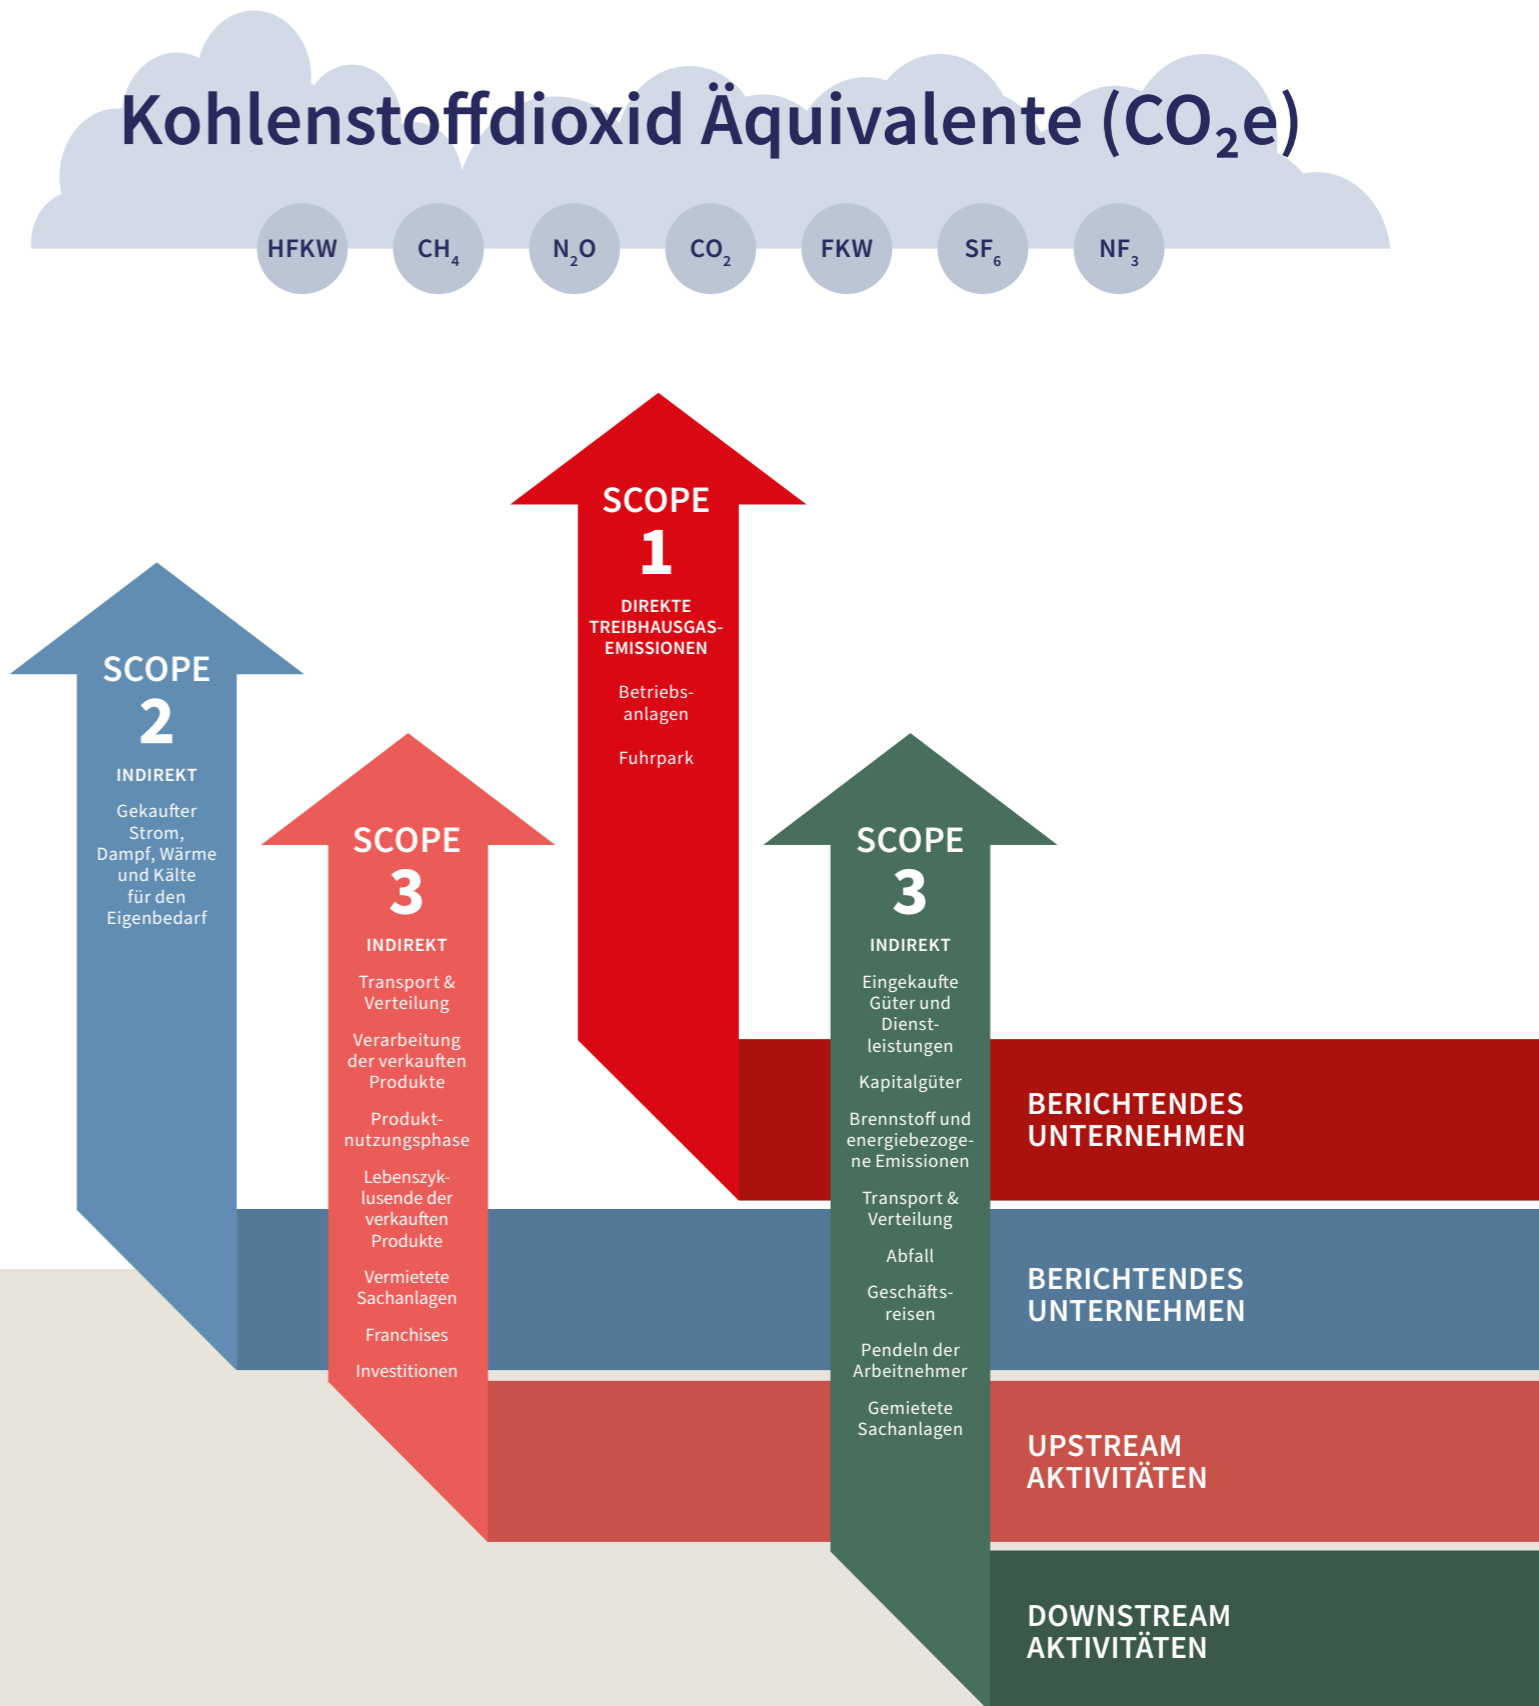 Kohlenstoffdioxid Äquivalente (CO₂e)
HFKW
CH₄
N₂O
CO₂
FKW
SF₆
NF₃
SCOPE
1
DIREKTE
TREIBHAUSGAS-
EMISSIONEN
Betriebs-
anlagen
Fuhrpark
SCOPE
2
INDIREKT
Gekaufter
Strom,
Dampf, Wärme
und Kälte
für den
Eigenbedarf
SCOPE
3
INDIREKT
Transport &
Verteilung
Verarbeitung
der verkauften
Produkte
Produkt-
nutzungsphase
Lebenszyk-
lusende der
verkauften
Produkte
Vermietete
Sachanlagen
Franchises
Investitionen
SCOPE
3
INDIREKT
Eingekaufte
Güter und
Dienst-
leistungen
Kapitalgüter
Brennstoff und
energiebezoge-
ne Emissionen
Transport &
Verteilung
Abfall
Geschäfts-
reisen
Pendeln der
Arbeitnehmer
Gemietete
Sachanlagen
BERICHTENDES
UNTERNEHMEN
BERICHTENDES
UNTERNEHMEN
UPSTREAM
AKTIVITÄTEN
DOWNSTREAM
AKTIVITÄTEN